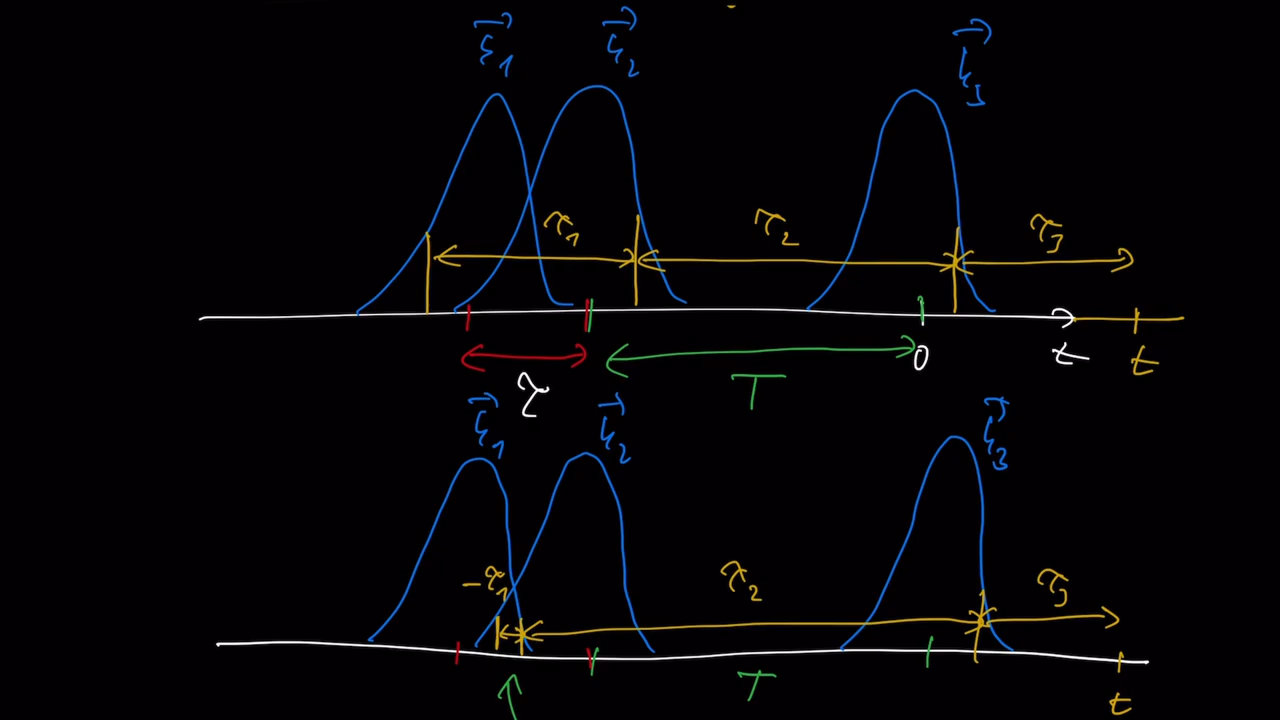 k⃗₁ k⃗₂ k⃗₃
τ₁ τ₂ τ₃
0 t t
τ T
k⃗₁ k⃗₂ k⃗₃
-τ₁ τ₂ τ₃
T
t